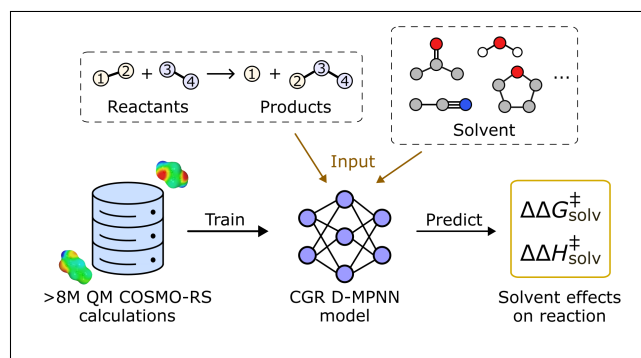 1 2 + 3 4 → 1 + 2 3 4
Reactants
Products
...
Solvent
Input
Train
Predict
ΔΔG‡solv
ΔΔH‡solv
>8M QM COSMO-RS
calculations
CGR D-MPNN
model
Solvent effects
on reaction